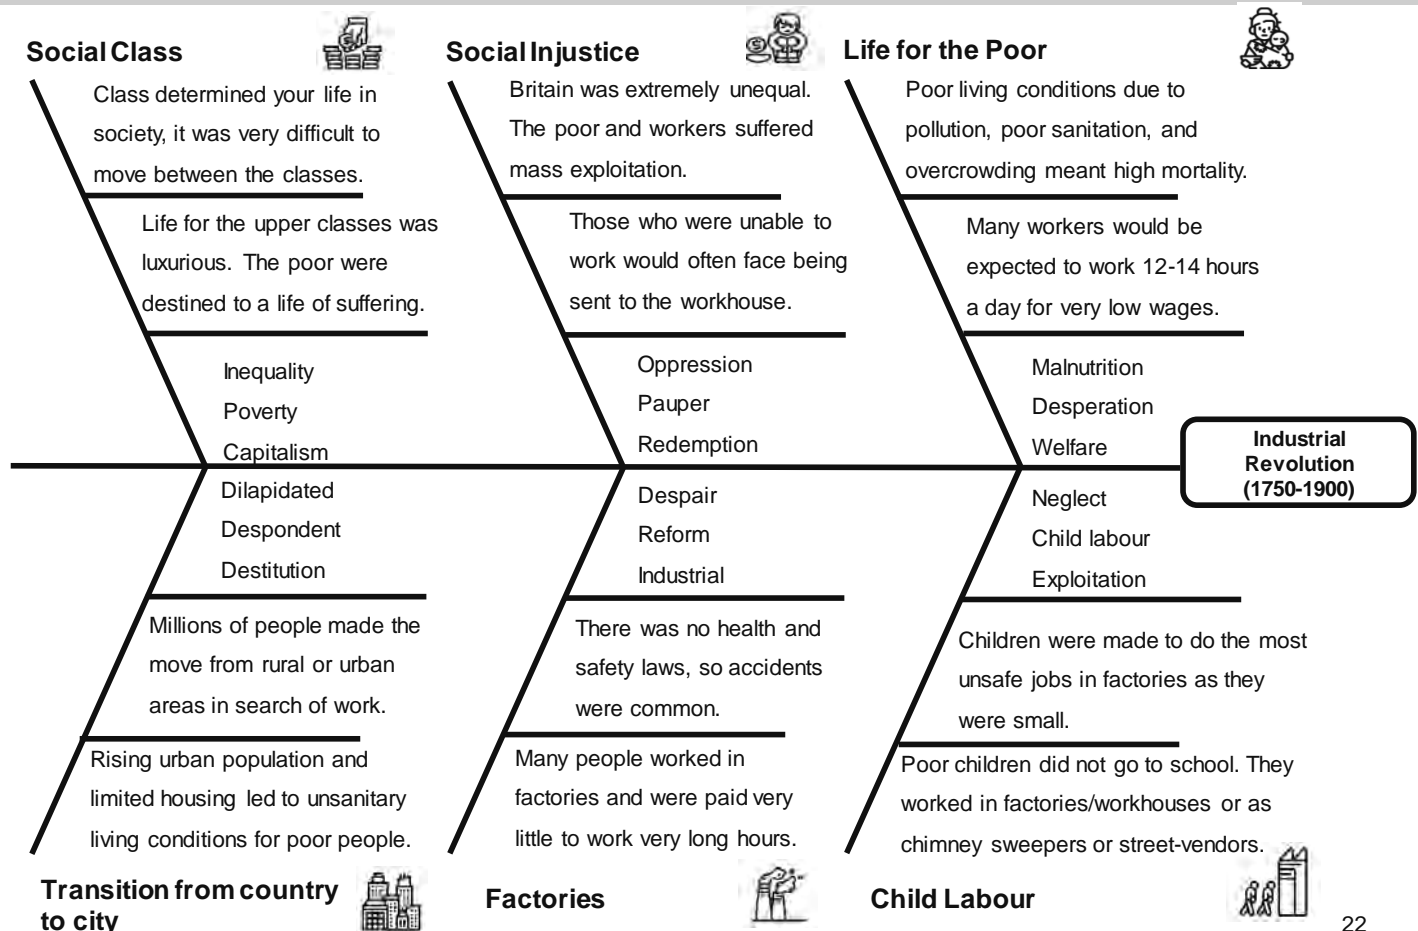 Social Class
Class determined your life in
society, it was very difficult to
move between the classes.
Life for the upper classes was
luxurious. The poor were
destined to a life of suffering.
Inequality
Poverty
Capitalism
Social Injustice
Britain was extremely unequal.
The poor and workers suffered
mass exploitation.
Those who were unable to
work would often face being
sent to the workhouse.
Oppression
Pauper
Redemption
Life for the Poor
Poor living conditions due to
pollution, poor sanitation, and
overcrowding meant high mortality.
Many workers would be
expected to work 12-14 hours
a day for very low wages.
Malnutrition
Desperation
Welfare
Industrial
Revolution
(1750-1900)
Dilapidated
Despondent
Destitution
Millions of people made the
move from rural or urban
areas in search of work.
Rising urban population and
limited housing led to unsanitary
living conditions for poor people.
Transition from country
to city
Despair
Reform
Industrial
There was no health and
safety laws, so accidents
were common.
Many people worked in
factories and were paid very
little to work very long hours.
Factories
Neglect
Child labour
Exploitation
Children were made to do the most
unsafe jobs in factories as they
were small.
Poor children did not go to school. They
worked in factories/workhouses or as
chimney sweepers or street-vendors.
Child Labour
22